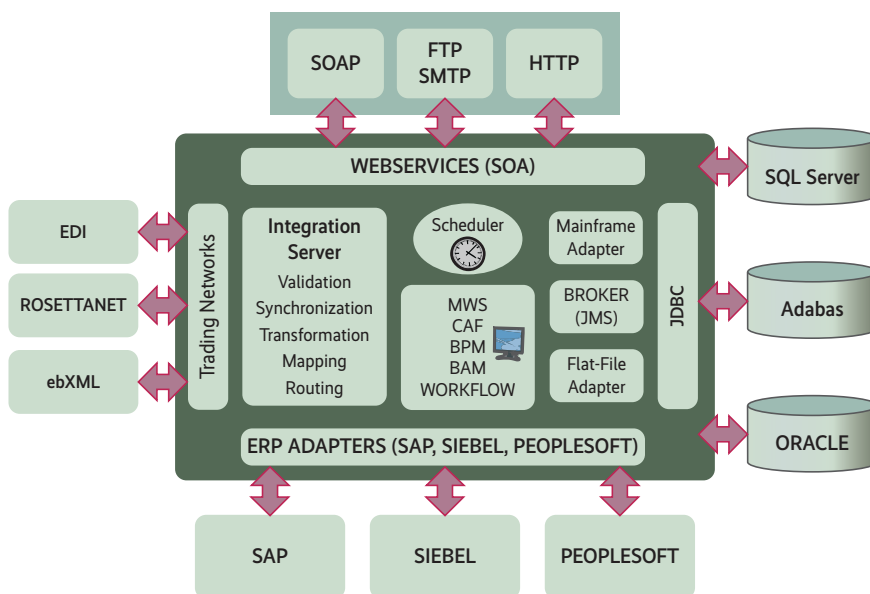 SOAP
FTP
SMTP
HTTP
WEBSERVICES (SOA)
SQL Server
EDI
ROSETTANET
ebXML
Trading Networks
Integration
Server
Validation
Synchronization
Transformation
Mapping
Routing
Scheduler
MWS
CAF
BPM
BAM
WORKFLOW
Mainframe
Adapter
BROKER
(JMS)
Flat-File
Adapter
JDBC
Adabas
ORACLE
ERP ADAPTERS (SAP, SIEBEL, PEOPLESOFT)
SAP
SIEBEL
PEOPLESOFT